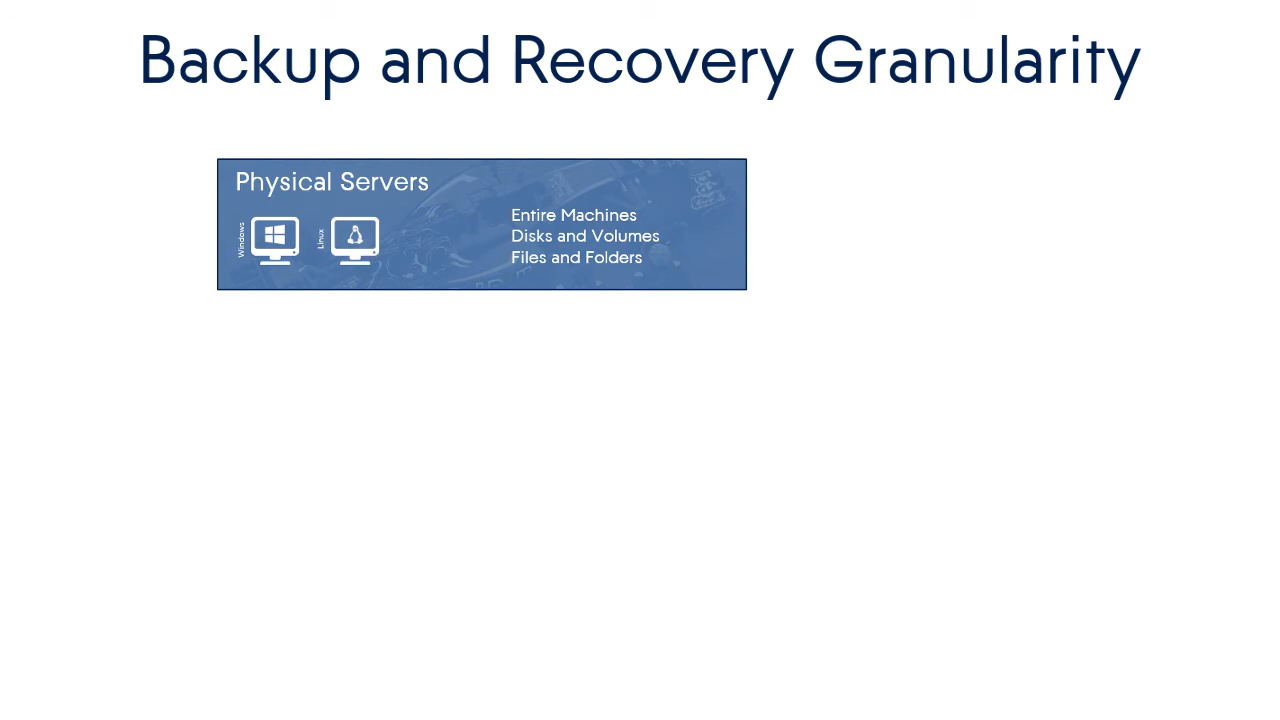 Backup and Recovery Granularity
Physical Servers
Windows
Linux
Entire Machines
Disks and Volumes
Files and Folders